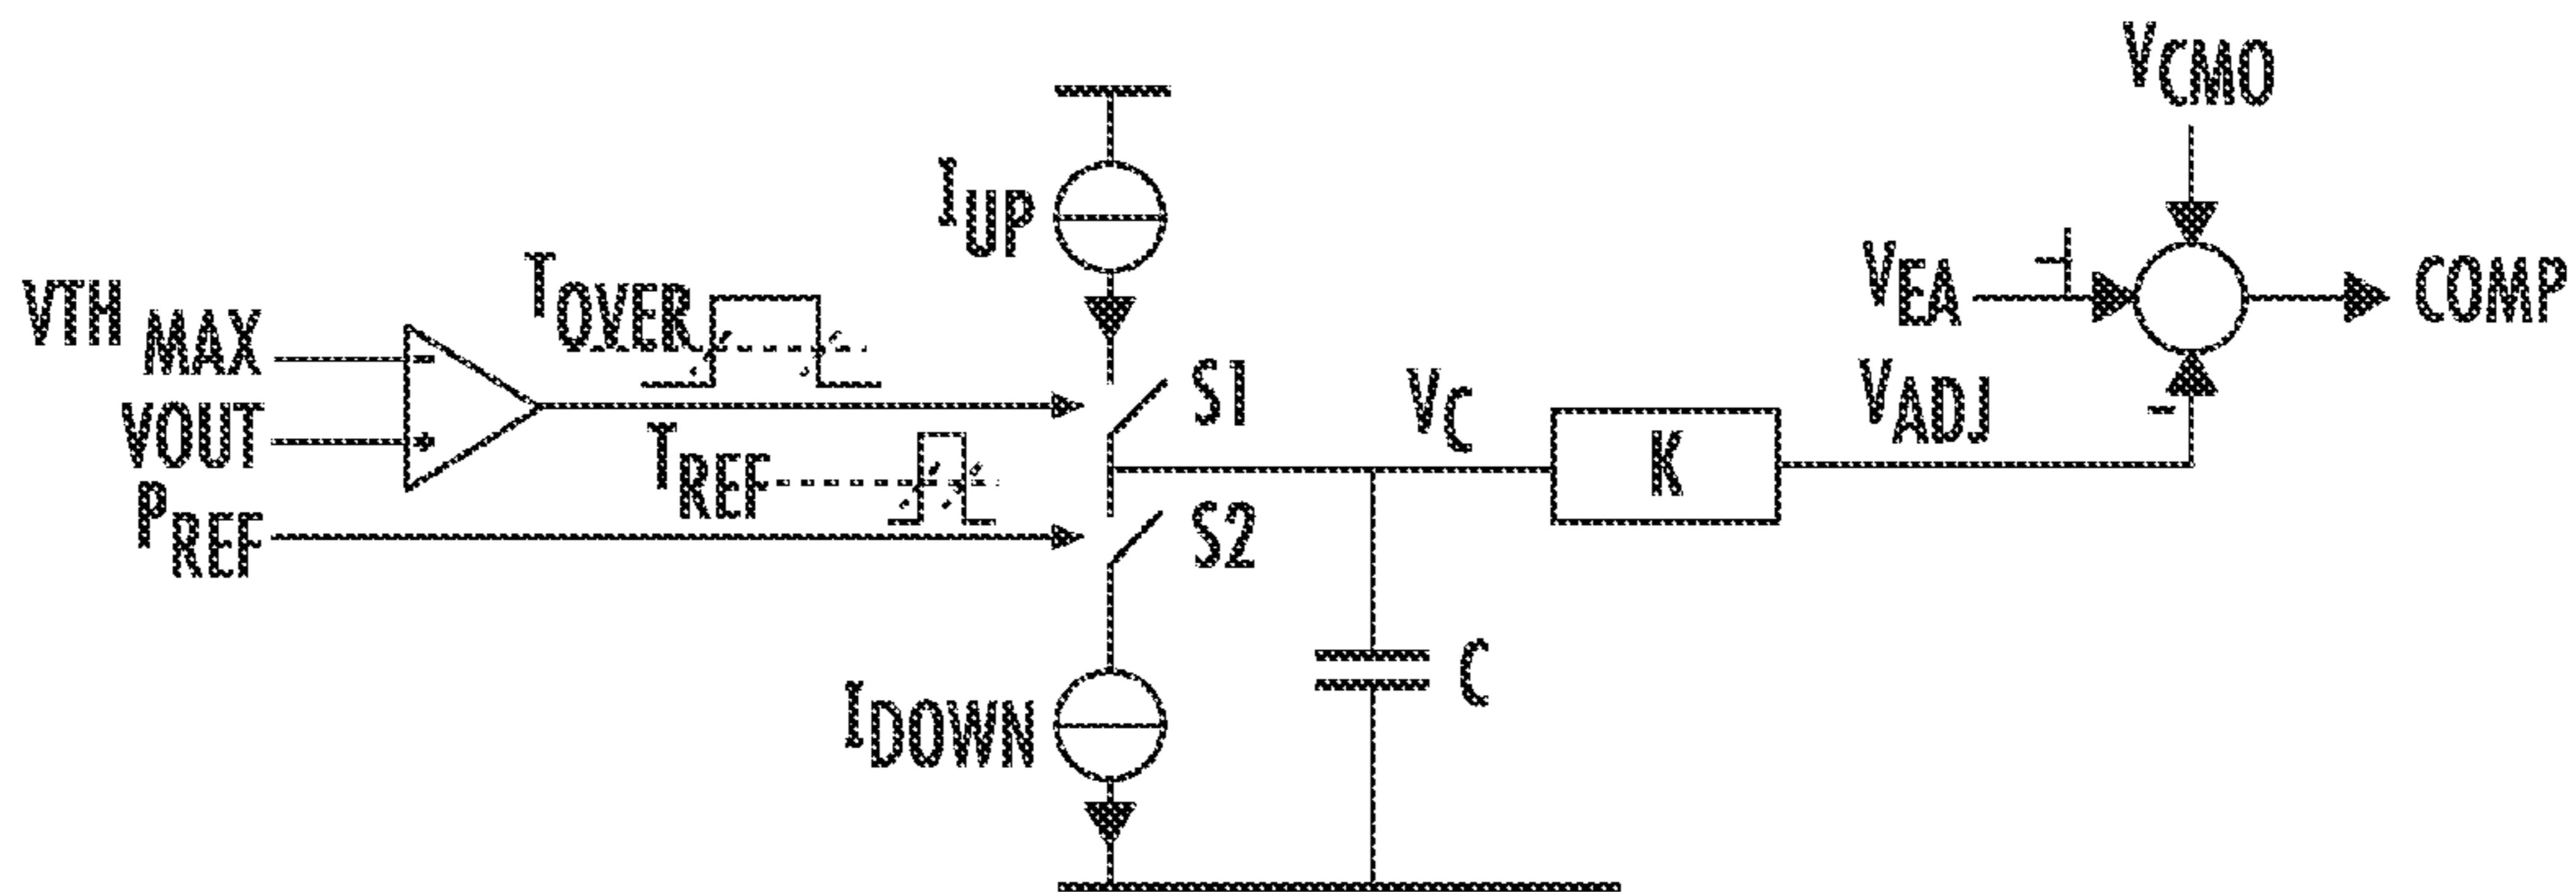 VCMO
IUP
VTH MAX
TOVER
VEA
COMP
S1
VC
VADJ
VOUT
TREF
K
PREF
S2
IDOWN
C